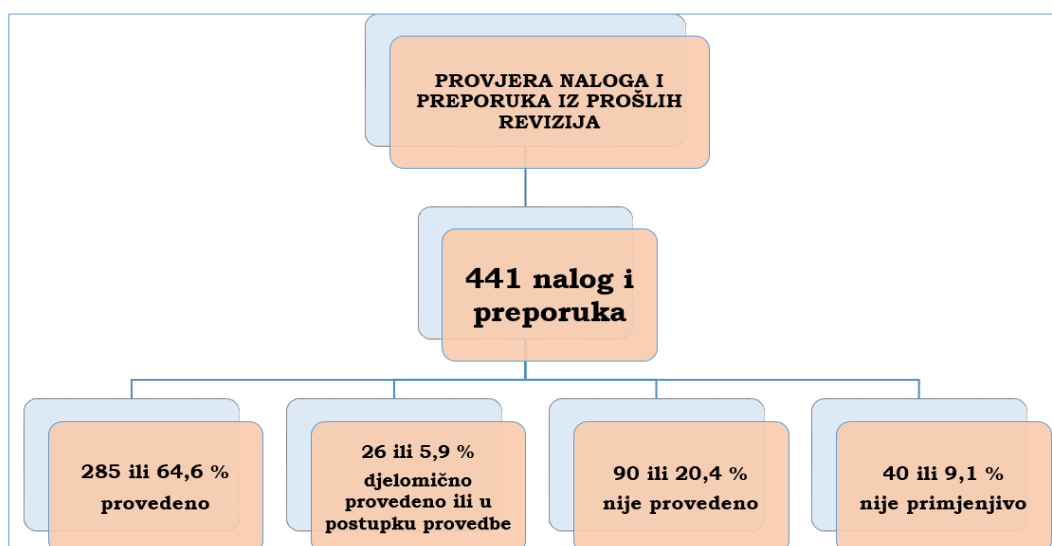 PROVJERA NALOGA I
PREPORUKA IZ PROŠLIH
REVIZIJA
441 nalog i
preporuka
285 ili 64,6 %
provedeno
26 ili 5,9 %
djelomično
provedeno ili u
postupku provedbe
90 ili 20,4 %
nije provedeno
40 ili 9,1 %
nije primjenjivo